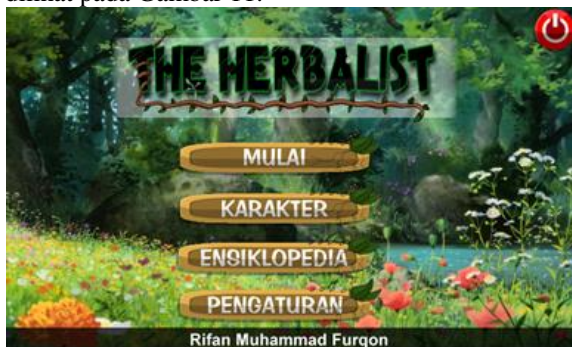 THE HERBALIST
MULAI
KARAKTER
ENSIKLOPEDIA
PENGATURAN
Rifan Muhammad Furqon